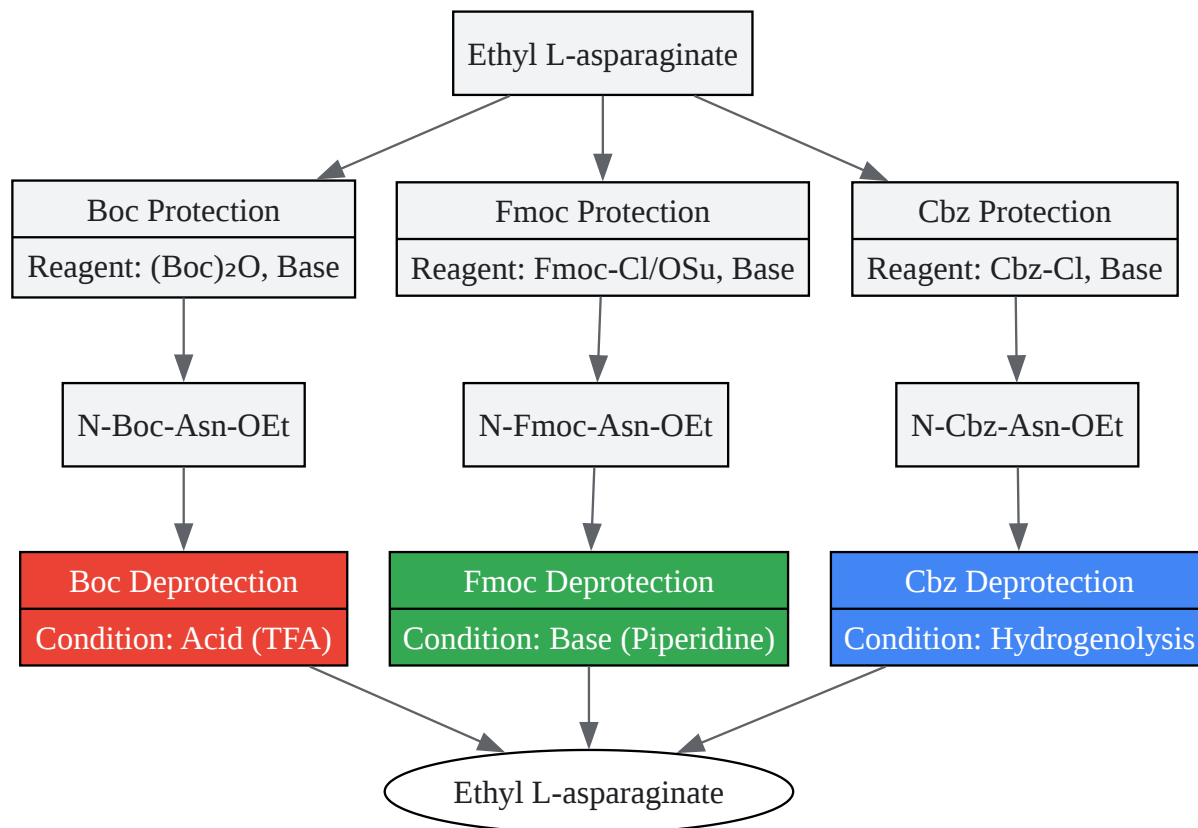 Ethyl L-asparaginate
Boc Protection
Reagent: (Boc)₂O, Base
Fmoc Protection
Reagent: Fmoc-Cl/OSu, Base
Cbz Protection
Reagent: Cbz-Cl, Base
N-Boc-Asn-OEt
N-Fmoc-Asn-OEt
N-Cbz-Asn-OEt
Boc Deprotection
Condition: Acid (TFA)
Fmoc Deprotection
Condition: Base (Piperidine)
Cbz Deprotection
Condition: Hydrogenolysis
Ethyl L-asparaginate